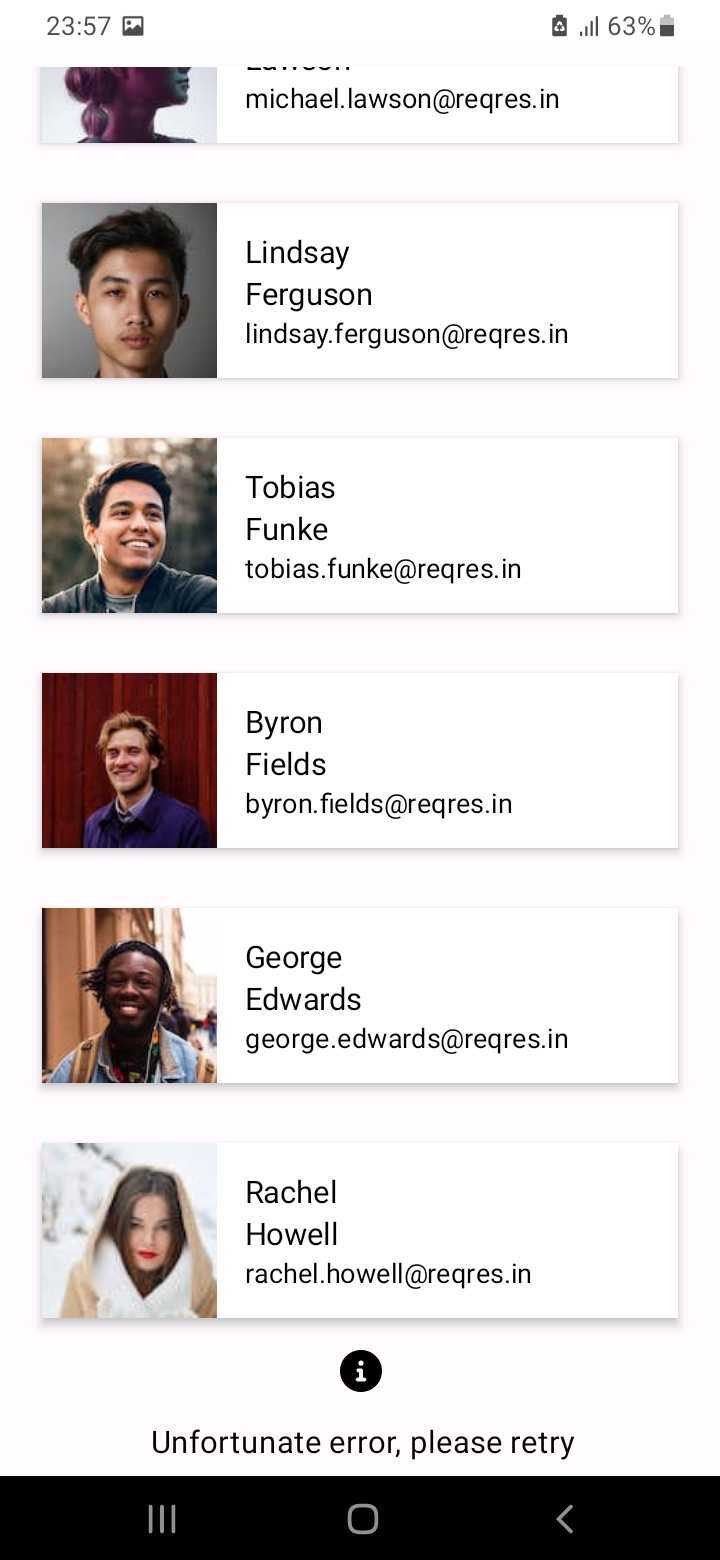 23:57
63%
michael.lawson@reqres.in
Lindsay
Ferguson
lindsay.ferguson@reqres.in
Tobias
Funke
tobias.funke@reqres.in
Byron
Fields
byron.fields@reqres.in
George
Edwards
george.edwards@reqres.in
Rachel
Howell
rachel.howell@reqres.in
Unfortunate error, please retry